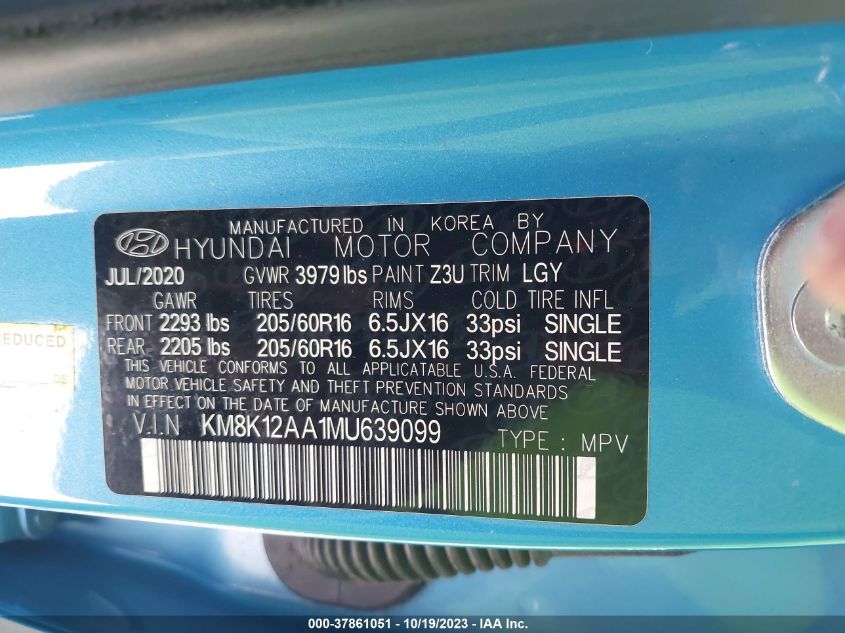 MANUFACTURED IN KOREA BY
HYUNDAI MOTOR COMPANY
JUL/2020 GVWR 3979 lbs PAINT Z3U TRIM LGY
GAWR TIRES RIMS COLD TIRE INFL
FRONT 2293 lbs 205/60R16 6.5JX16 33psi SINGLE
REAR 2205 lbs 205/60R16 6.5JX16 33psi SINGLE
THIS VEHICLE CONFORMS TO ALL APPLICATABLE U.S.A. FEDERAL
MOTOR VEHICLE SAFETY AND THEFT PREVENTION STANDARDS
IN EFFECT ON THE DATE OF MANUFACTURE SHOWN ABOVE
V.I.N KM8K12AA1MU639099 TYPE : MPV
REDUCED
bs
000-37861051 - 10/19/2023 - IAA Inc.